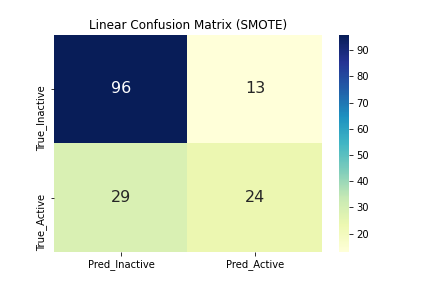 Linear Confusion Matrix (SMOTE)
True_Inactive
96
13
True_Active
29
24
Pred_Inactive
Pred_Active
90
80
70
60
50
40
30
20